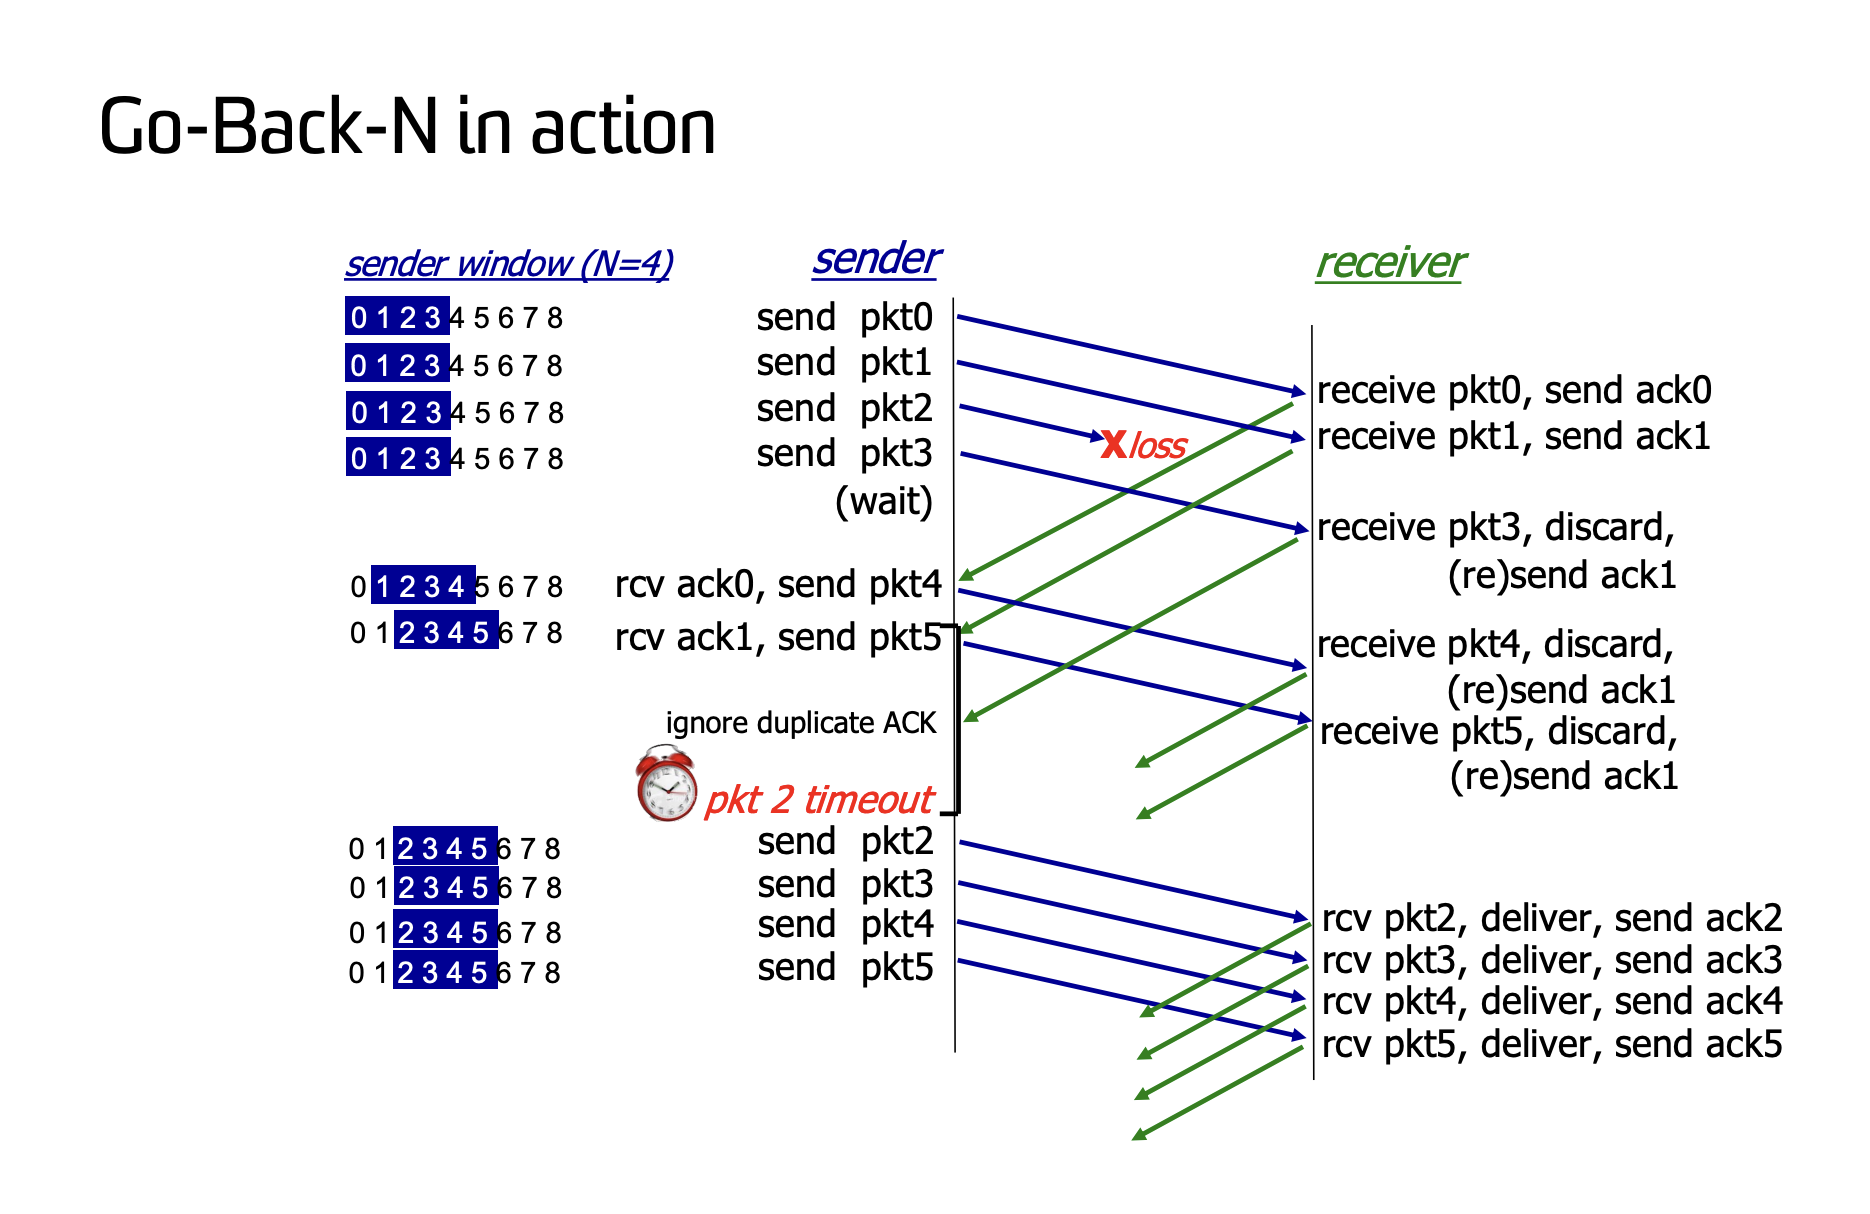 Go-Back-N in action
sender window (N=4)
sender
receiver
0 1 2 3 4 5 6 7 8
send pkt0
0 1 2 3 4 5 6 7 8
send pkt1
receive pkt0, send ack0
0 1 2 3 4 5 6 7 8
send pkt2
receive pkt1, send ack1
X loss
0 1 2 3 4 5 6 7 8
send pkt3
(wait)
receive pkt3, discard,
(re)send ack1
0 1 2 3 4 5 6 7 8
rcv ack0, send pkt4
0 1 2 3 4 5 6 7 8
rcv ack1, send pkt5
receive pkt4, discard,
(re)send ack1
ignore duplicate ACK
receive pkt5, discard,
(re)send ack1
pkt 2 timeout
0 1 2 3 4 5 6 7 8
send pkt2
0 1 2 3 4 5 6 7 8
send pkt3
rcv pkt2, deliver, send ack2
0 1 2 3 4 5 6 7 8
send pkt4
rcv pkt3, deliver, send ack3
0 1 2 3 4 5 6 7 8
send pkt5
rcv pkt4, deliver, send ack4
rcv pkt5, deliver, send ack5